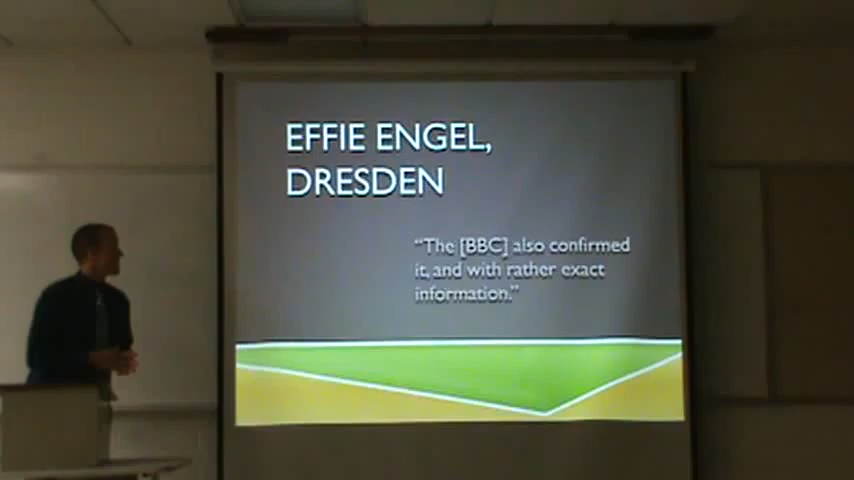 EFFIE ENGEL,
DRESDEN
“The [BBC] also confirmed
it, and with rather exact
information.”